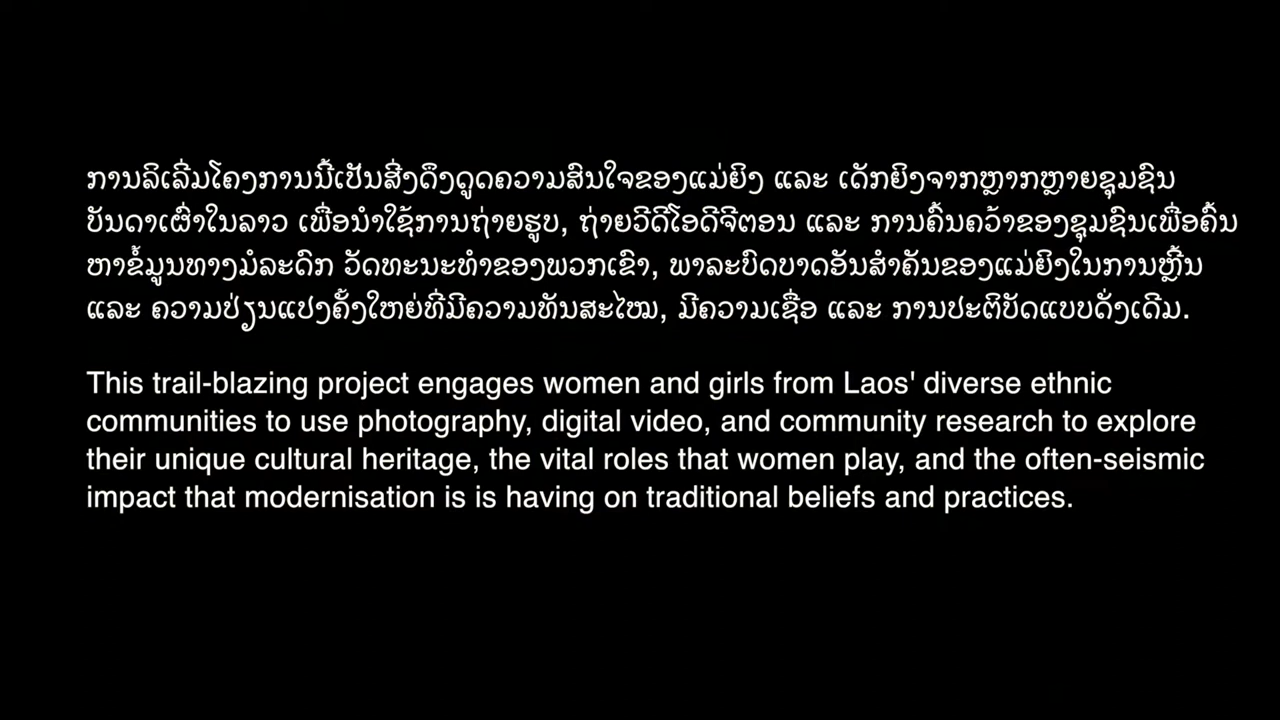 ການລິເລີ່ມໂຄງການນີ້ເປັນສີ່ງດຶງດູດຄວາມສົນໃຈຂອງແມ່ຍິງ ແລະ ເດັກຍິງຈາກຫຼາກຫຼາຍຊຸມຊົນ
ບັນດາເຜົ່າໃນລາວ ເພື່ອນຳໃຊ້ການຖ່າຍຮູບ, ຖ່າຍວີດີໂອດີຈີຕອນ ແລະ ການຄົ້ນຄວ້າຂອງຊຸມຊົນເພື່ອຄົ້ນ
ຫາຂໍ້ມູນທາງມໍລະດົກ ວັດທະນະທຳຂອງພວກເຂົາ, ພາລະບົດບາດອັນສຳຄັນຂອງແມ່ຍິງໃນການຫຼີ້ນ
ແລະ ຄວາມປ່ຽນແປງຄັ້ງໃຫຍ່ທີ່ມີຄວາມທັນສະໄໝ, ມີຄວາມເຊື່ອ ແລະ ການປະຕິບັດແບບດັ່ງເດີມ.
This trail-blazing project engages women and girls from Laos' diverse ethnic
communities to use photography, digital video, and community research to explore
their unique cultural heritage, the vital roles that women play, and the often-seismic
impact that modernisation is is having on traditional beliefs and practices.